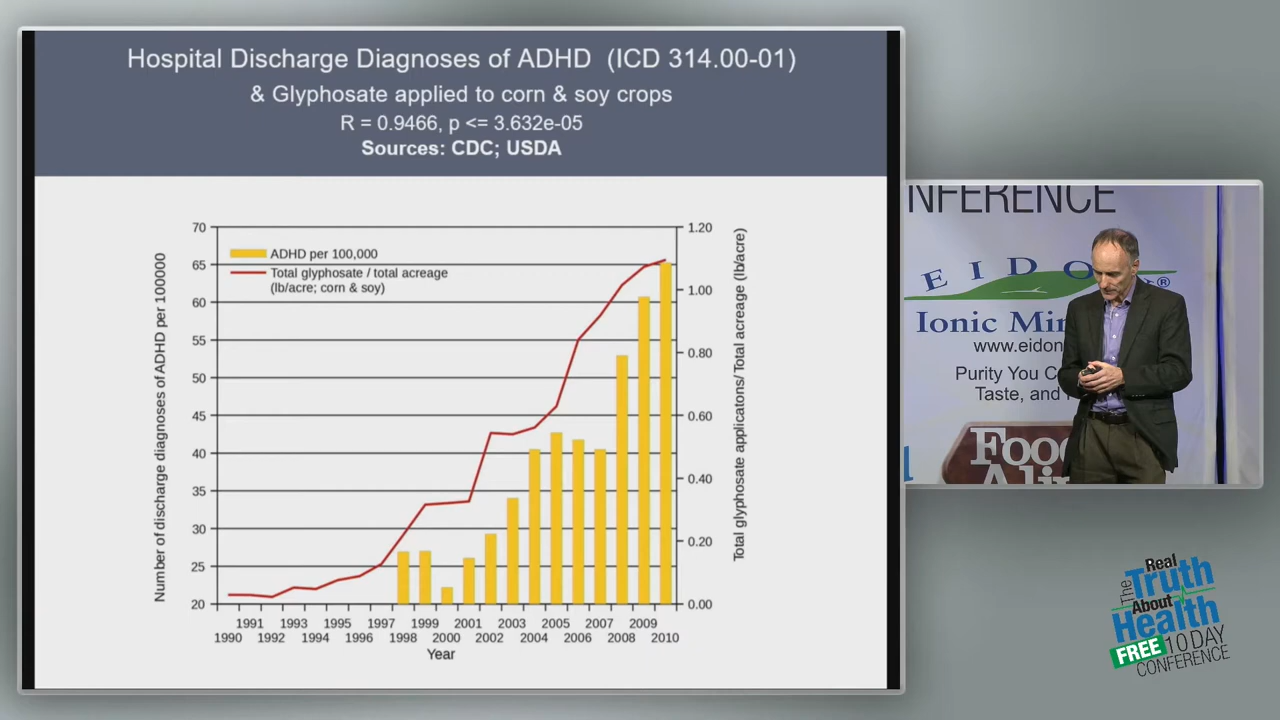 Hospital Discharge Diagnoses of ADHD (ICD 314.00-01)
& Glyphosate applied to corn & soy crops
R = 0.9466, p <= 3.632e-05
Sources: CDC; USDA
ADHD per 100,000
Total glyphosate / total acreage
(lb/acre; corn & soy)
Number of discharge diagnoses of ADHD per 100000
70
65
60
55
50
45
40
35
30
25
20
1.20
1.00
0.80
0.60
0.40
0.20
0.00
Total glyphosate applicatons/Total acreage (lb/acre)
1991 1993 1995 1997 1999 2001 2003 2005 2007 2009
1990 1992 1994 1996 1998 2000 2002 2004 2006 2008 2010
Year
NFERENCE
EIDO
®
Ionic Mi
www.eidon
Purity You C
Taste, and
Food
The Real
Truth
About
Health
FREE 10 DAY
CONFERENCE